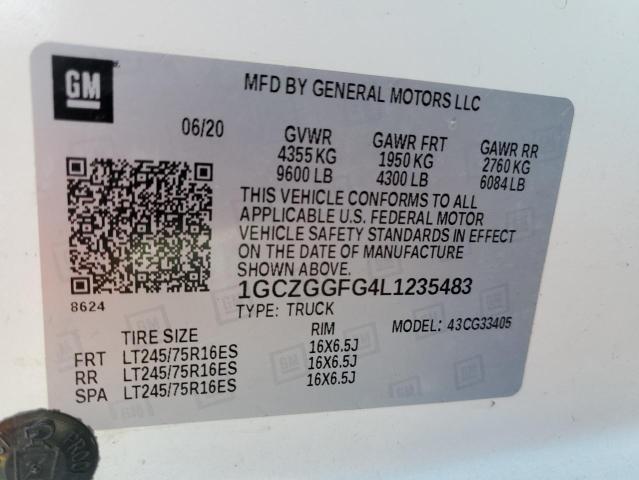 GM
MFD BY GENERAL MOTORS LLC
06/20 GVWR GAWR FRT GAWR RR
4355 KG 1950 KG 2760 KG
9600 LB 4300 LB 6084 LB
THIS VEHICLE CONFORMS TO ALL
APPLICABLE U.S. FEDERAL MOTOR
VEHICLE SAFETY STANDARDS IN EFFECT
ON THE DATE OF MANUFACTURE
SHOWN ABOVE.
8624
1GCZGGFG4L1235483
TYPE: TRUCK MODEL: 43CG33405
TIRE SIZE RIM
FRT LT245/75R16ES 16X6.5J
RR LT245/75R16ES 16X6.5J
SPA LT245/75R16ES 16X6.5J